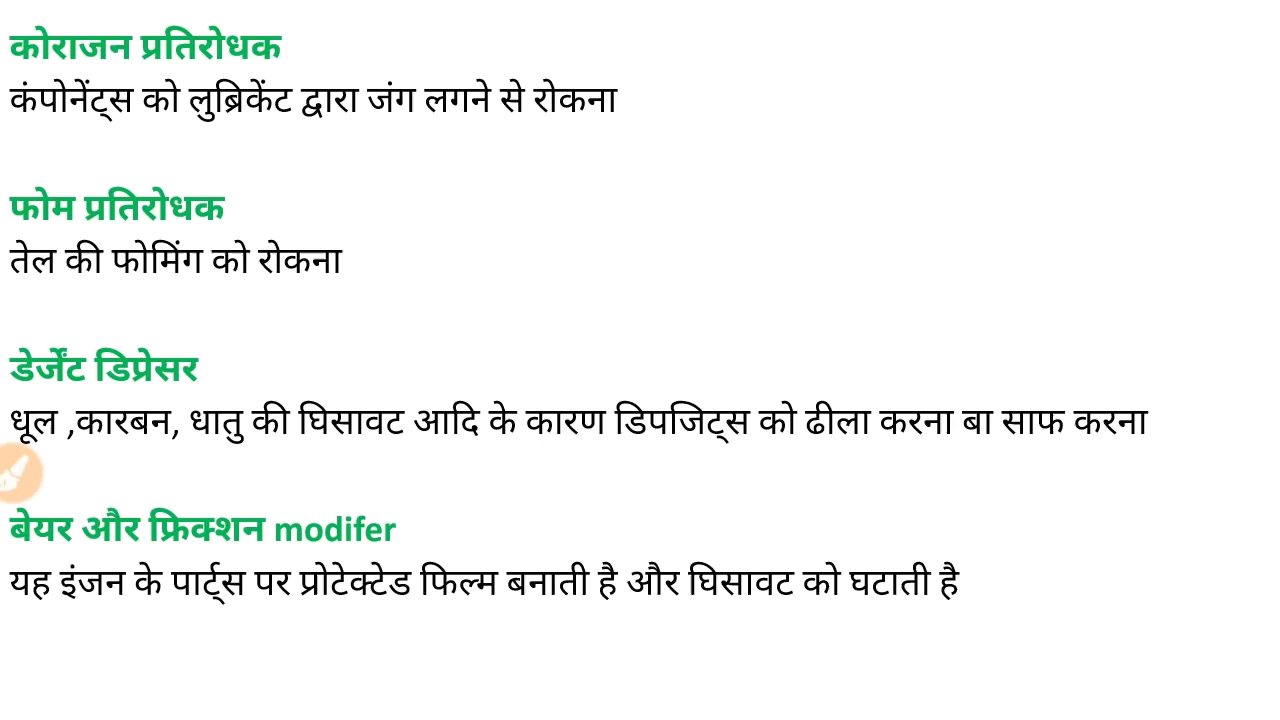 कोराजन प्रतिरोधक
कंपोनेंट्स को लुब्रिकेंट द्वारा जंग लगने से रोकना
फोम प्रतिरोधक
तेल की फोमिंग को रोकना
डेर्जेंट डिप्रेसर
धूल ,कारबन, धातु की घिसावट आदि के कारण डिपजिट्स को ढीला करना बा साफ करना
बेयर और फ्रिक्शन modifer
यह इंजन के पार्ट्स पर प्रोटेक्टेड फिल्म बनाती है और घिसावट को घटाती है